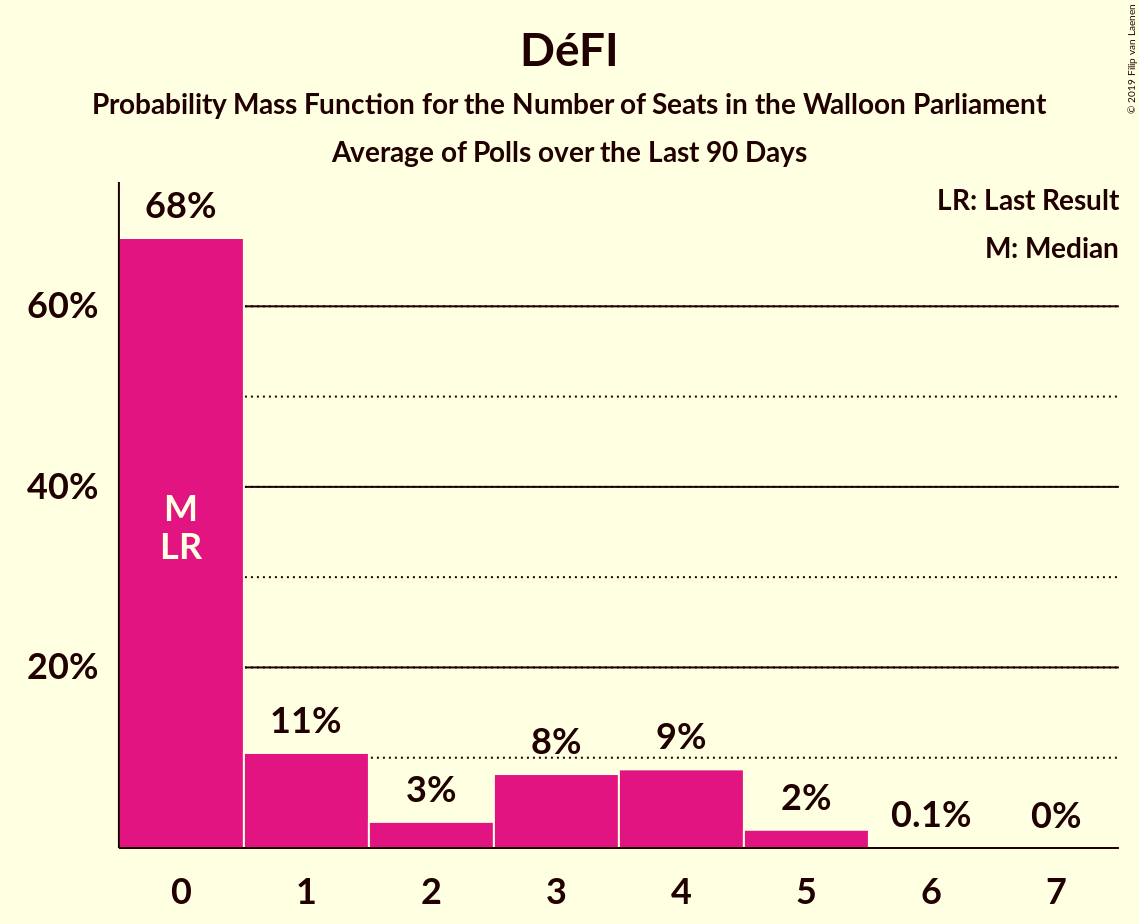 DéFI
Probability Mass Function for the Number of Seats in the Walloon Parliament
Average of Polls over the Last 90 Days
© 2019 Filip van Laenen
LR: Last Result
M: Median
68%
60%
40%
20%
M
LR
11%
3%
8%
9%
2%
0.1%
0%
0 1 2 3 4 5 6 7